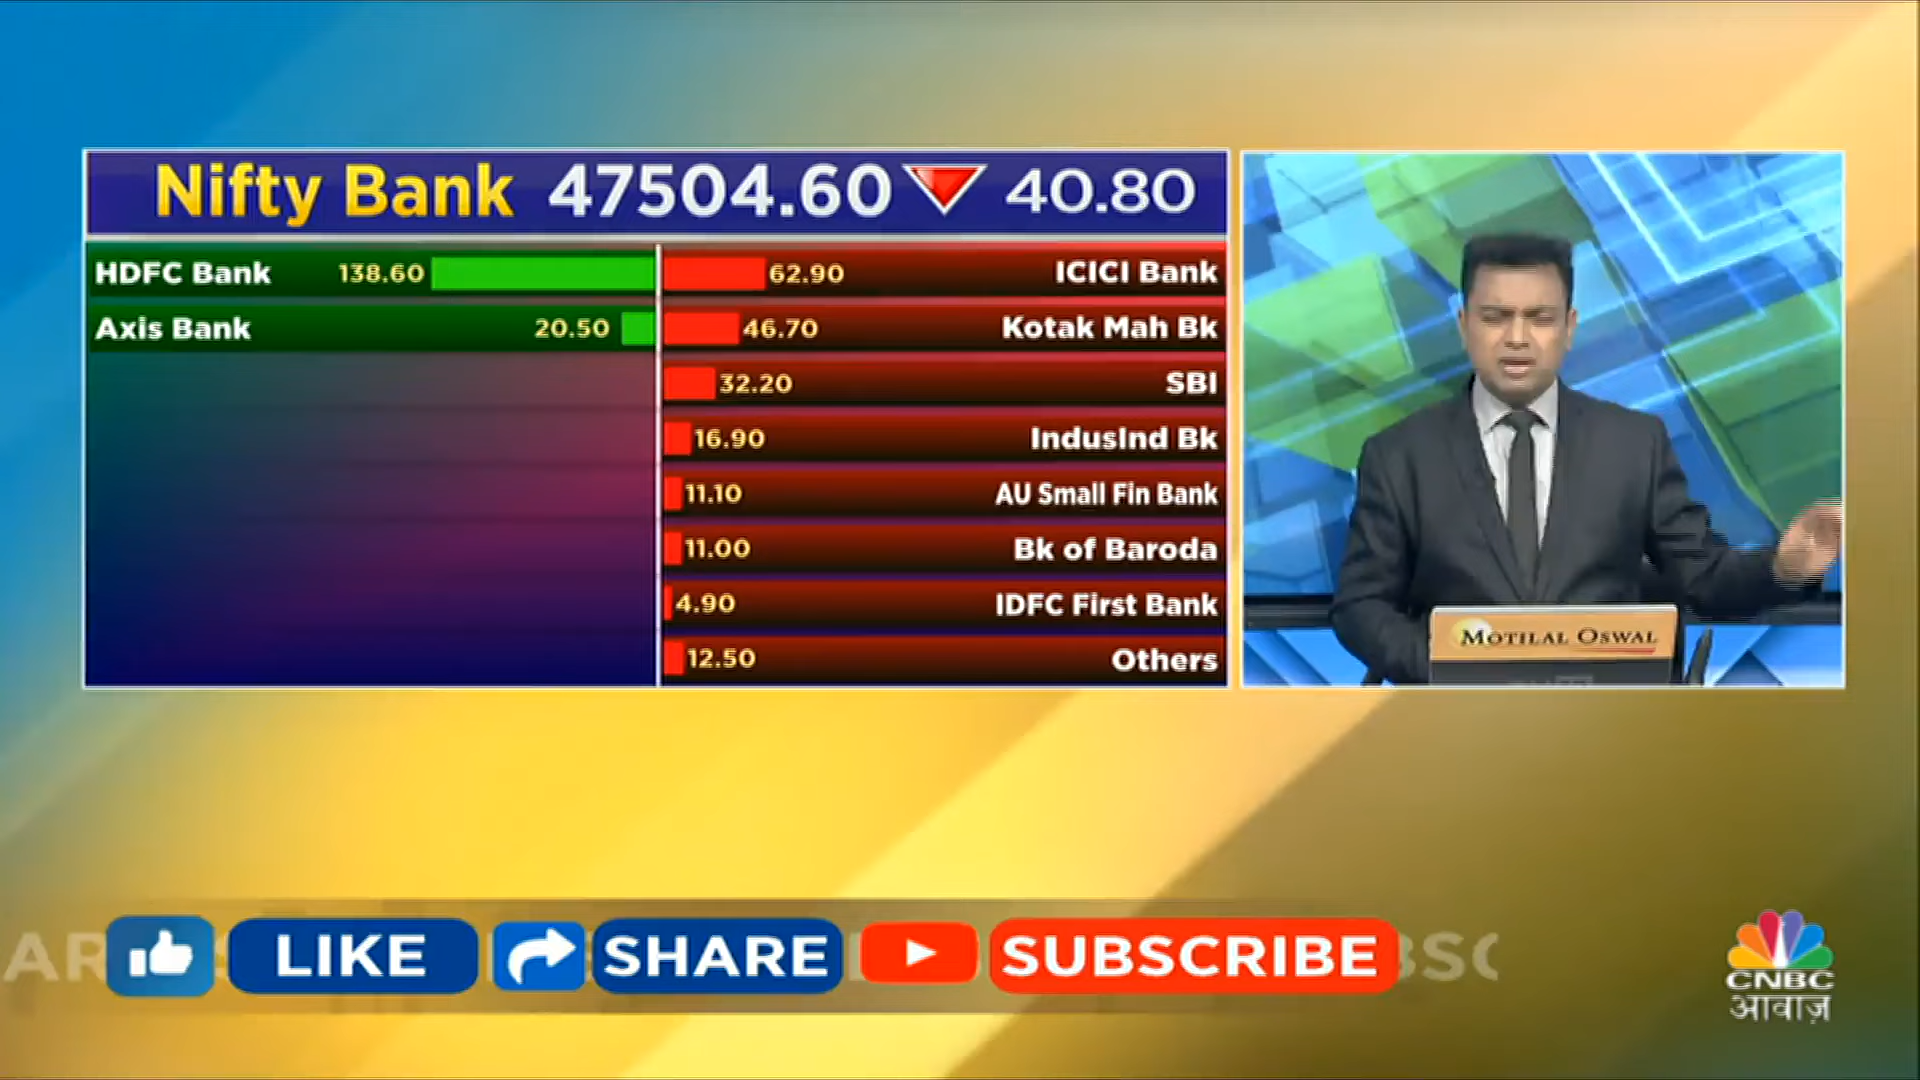 Nifty Bank 47504.60 40.80
HDFC Bank 138.60
Axis Bank 20.50
62.90 ICICI Bank
46.70 Kotak Mah Bk
32.20 SBI
16.90 IndusInd Bk
11.10 AU Small Fin Bank
11.00 Bk of Baroda
4.90 IDFC First Bank
12.50 Others
MOTILAL OSWAL
LIKE SHARE SUBSCRIBE
CNBC
आवाज़